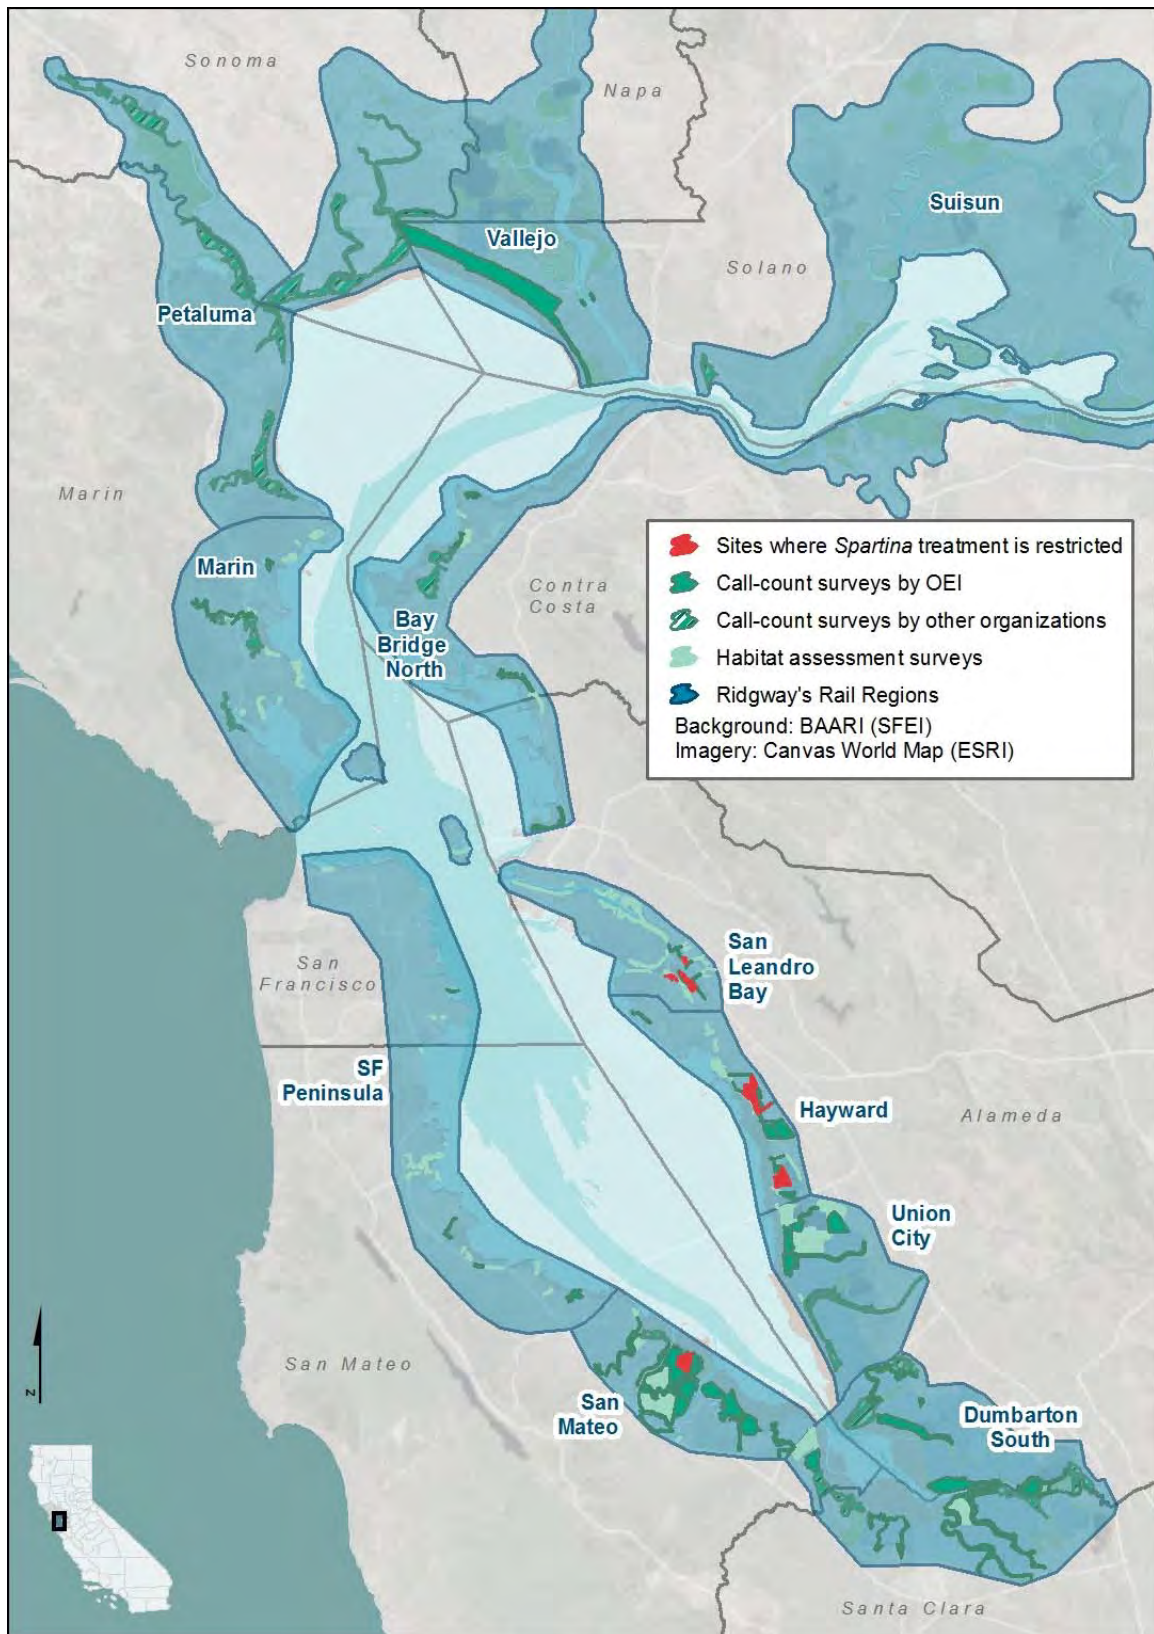 Sonoma
Napa
Suisun
Vallejo
Solano
Petaluma
Marin
Marin
Contra
Costa
Bay
Bridge
North
Sites where Spartina treatment is restricted
Call-count surveys by OEI
Call-count surveys by other organizations
Habitat assessment surveys
Ridgway's Rail Regions
Background: BAARI (SFEI)
Imagery: Canvas World Map (ESRI)
San
Leandro
Bay
San
Francisco
SF
Peninsula
Hayward
Alameda
Union
City
San Mateo
San
Mateo
Dumbarton
South
Santa Clara
N